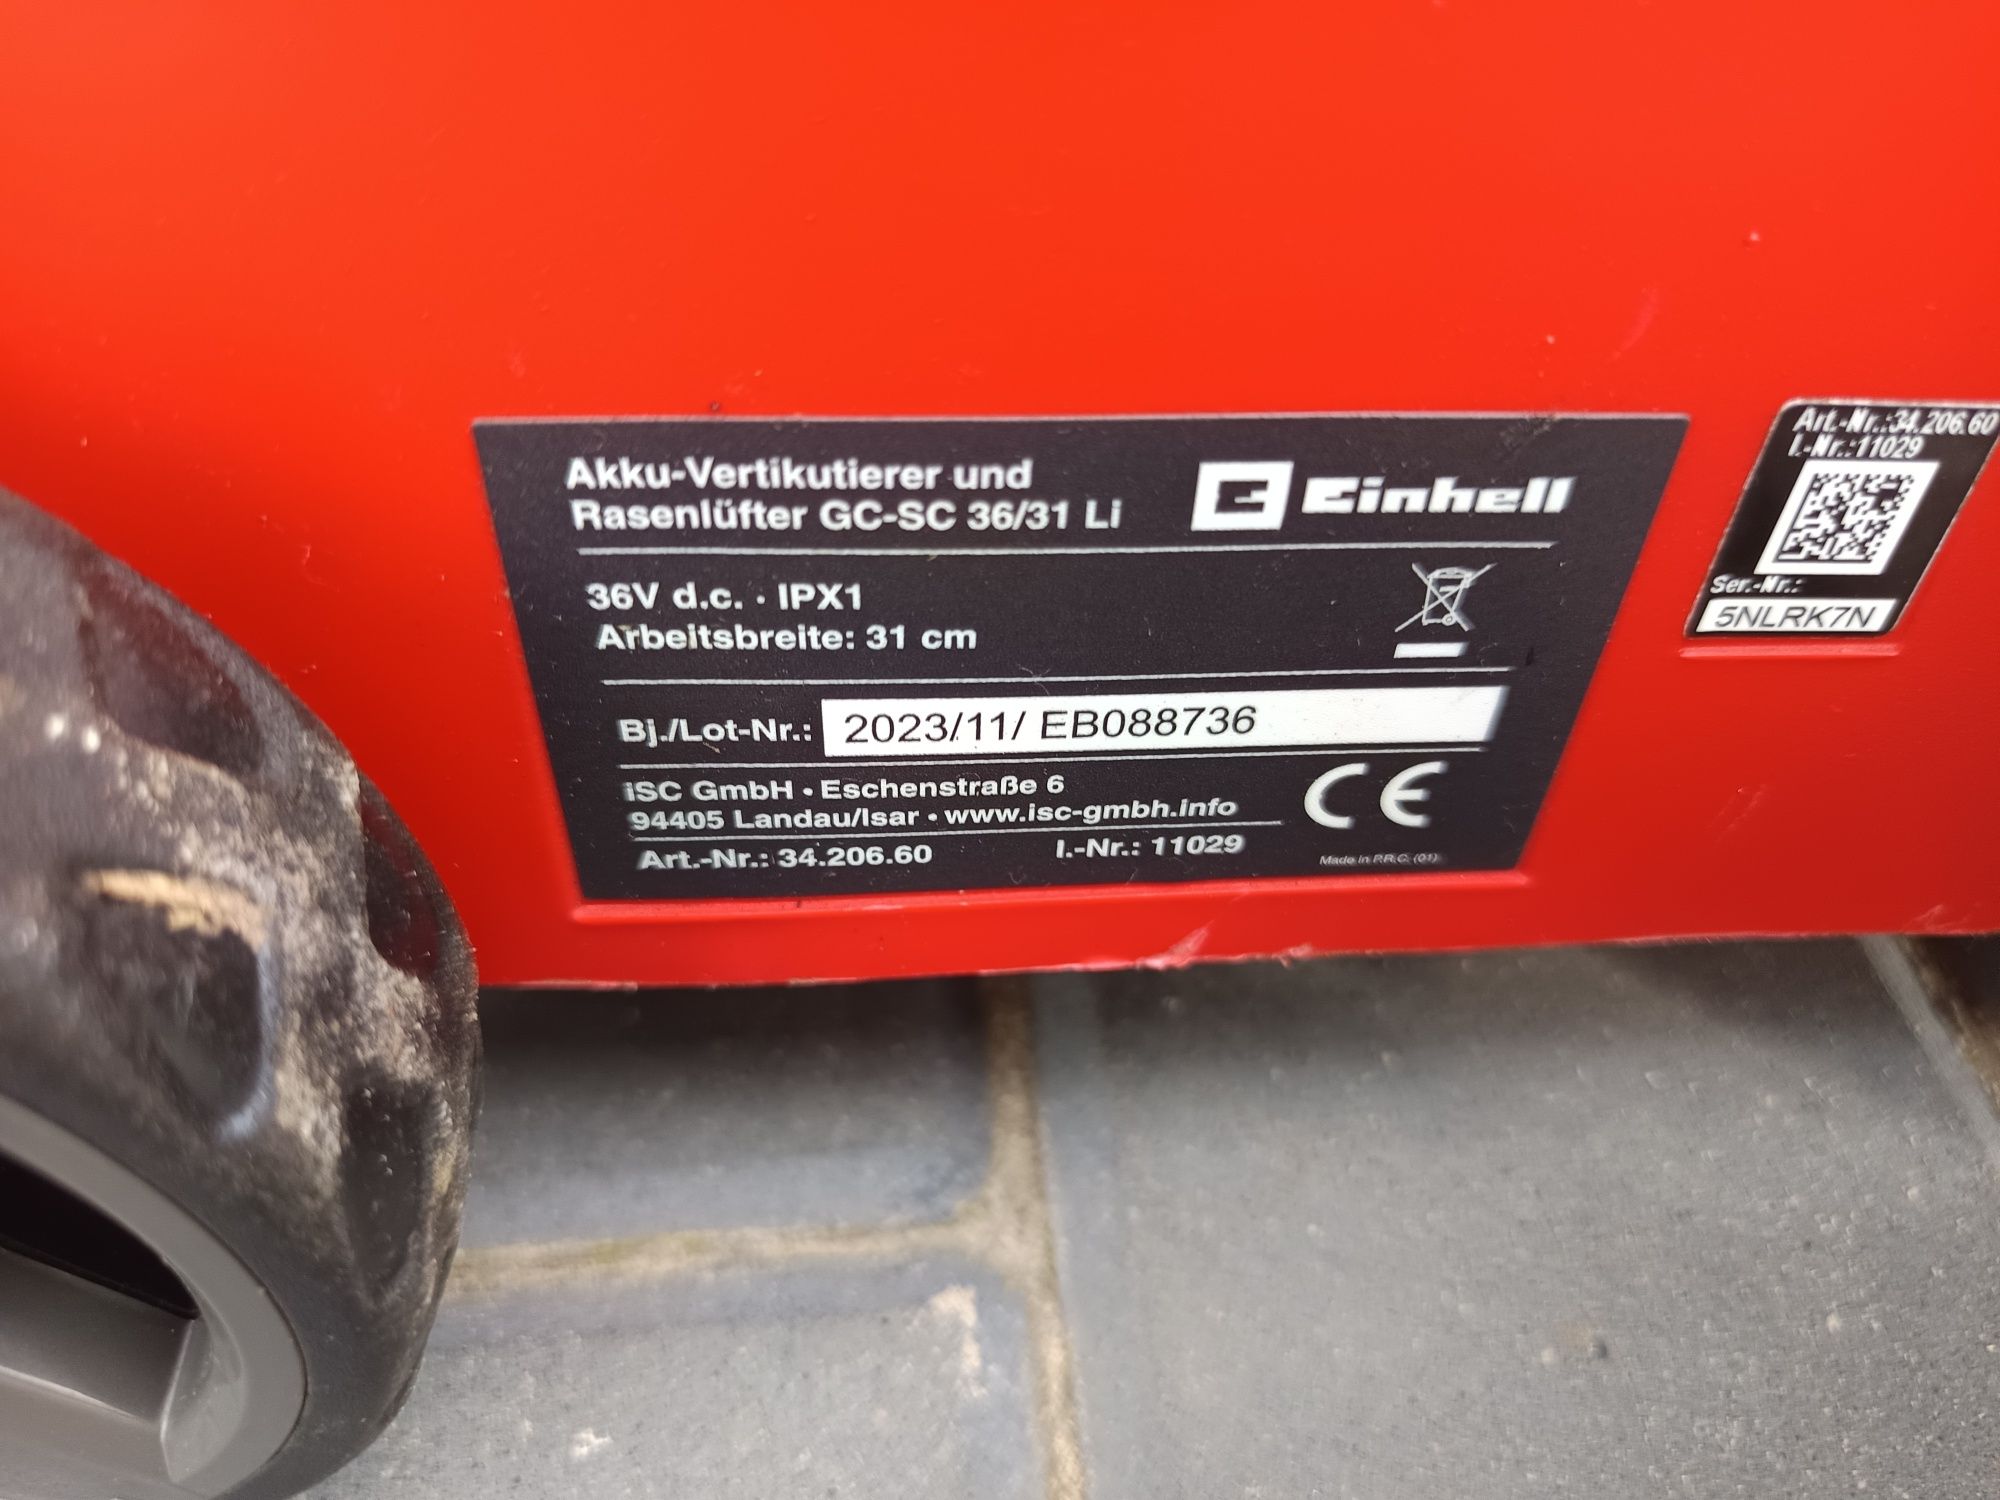 Akku-Vertikutierer und
Rasenlüfter GC-SC 36/31 Li
Einhell
36V d.c. · IPX1
Arbeitsbreite: 31 cm
Bj./Lot-Nr.: 2023/11/ EB088736
iSC GmbH • Eschenstraße 6
94405 Landau/Isar • www.isc-gmbh.info
CE
Art.-Nr.: 34.206.60 I.-Nr.: 11029
Made in P.R.C. (01)
Art.-Nr.:34.206.60
I.-Nr.:11029
Ser.-Nr.:
5NLRK7N